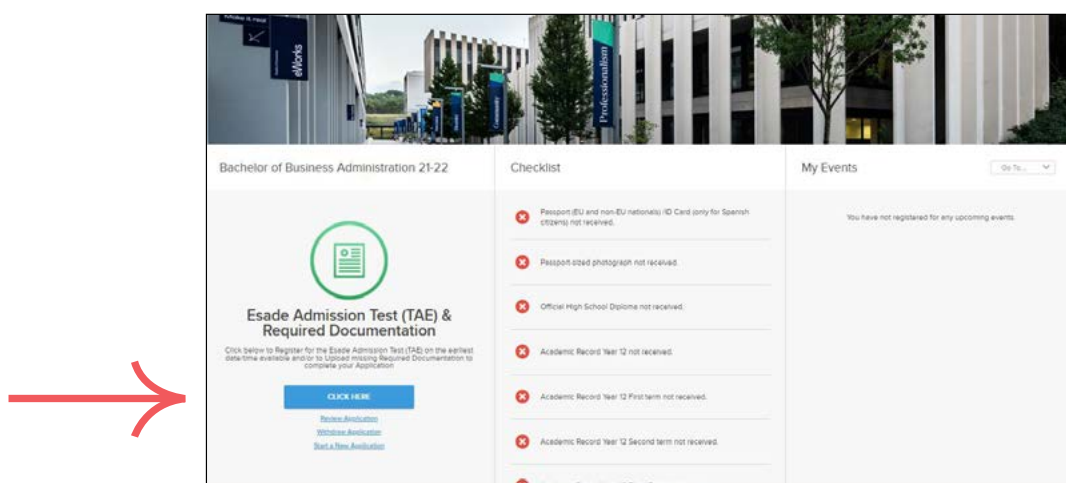 Make it real
eWorks
Community
Professionalism
Bachelor of Business Administration 21-22
Checklist
My Events
Go To...
Esade Admission Test (TAE) &
Required Documentation
Click below to Register for the Esade Admission Test (TAE) on the earliest
date/time available and/or to Upload missing Required Documentation to
complete your Application
CLICK HERE
Review Application
Withdraw Application
Start a New Application
Passport (EU and non-EU nationals) /ID Card (only for Spanish
citizens) not received.
Passport-sized photograph not received.
Official High School Diploma not received.
Academic Record Year 12 not received.
Academic Record Year 12 First term not received.
Academic Record Year 12 Second term not received.
You have not registered for any upcoming events.